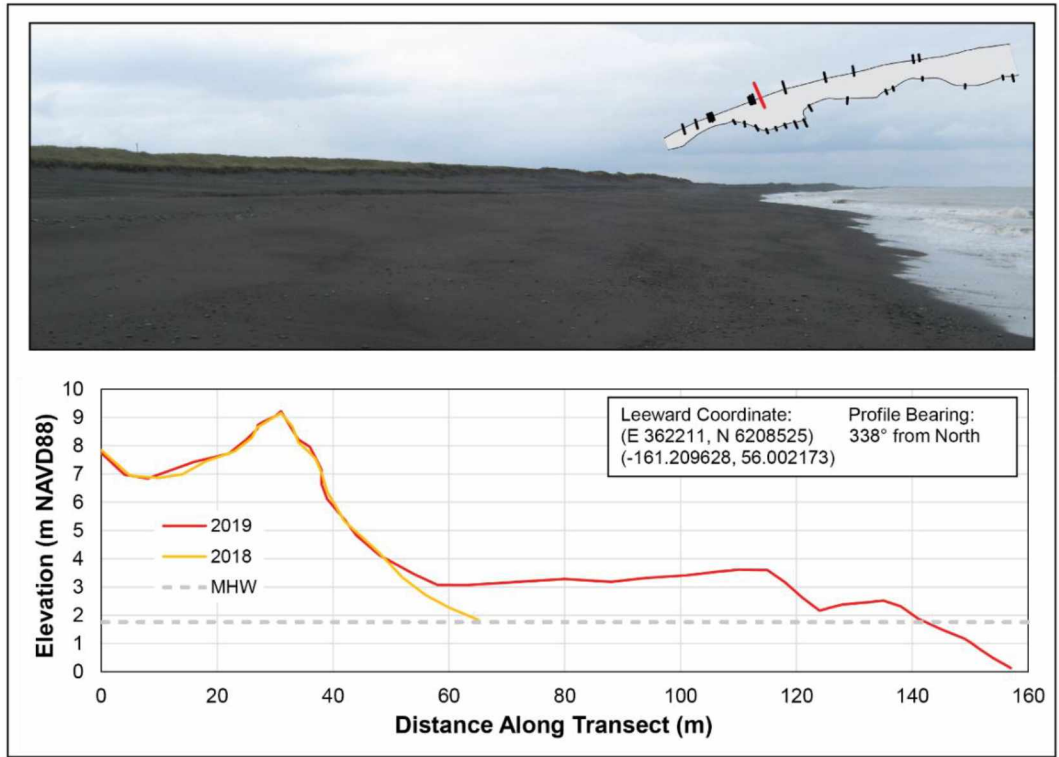 Elevation (m NAVD88)
10
9
8
7
6
5
4
3
2
1
0
2019
2018
MHW
Leeward Coordinate:
(E 362211, N 6208525)
(-161.209628, 56.002173)
Profile Bearing:
338° from North
0 20 40 60 80 100 120 140 160
Distance Along Transect (m)